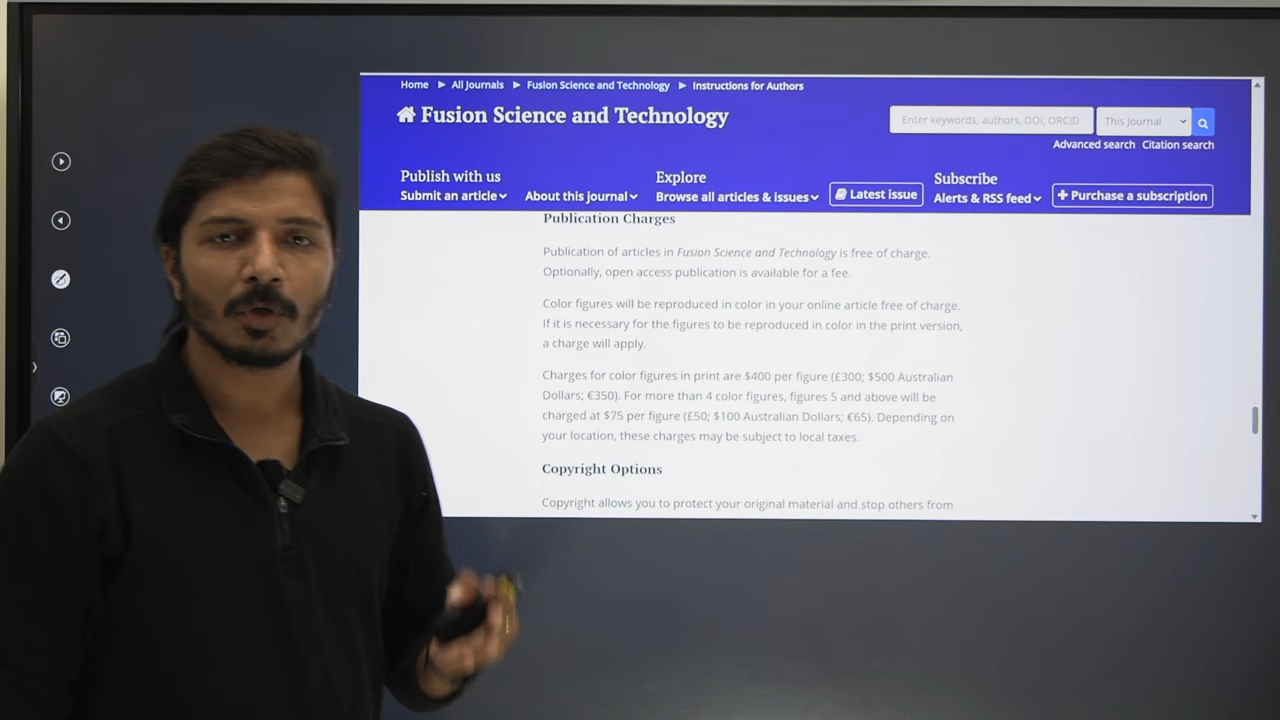 Home ▶ All Journals ▶ Fusion Science and Technology ▶ Instructions for Authors
Fusion Science and Technology
Enter keywords, authors, DOI, ORCID
This Journal
Advanced search Citation search
Publish with us
Submit an article
About this journal
Explore
Browse all articles & issues
Latest issue
Subscribe
Alerts & RSS feed
+ Purchase a subscription
Publication Charges
Publication of articles in Fusion Science and Technology is free of charge.
Optionally, open access publication is available for a fee.
Color figures will be reproduced in color in your online article free of charge.
If it is necessary for the figures to be reproduced in color in the print version,
a charge will apply.
Charges for color figures in print are $400 per figure (£300; $500 Australian
Dollars; €350). For more than 4 color figures, figures 5 and above will be
charged at $75 per figure (£50; $100 Australian Dollars; €65). Depending on
your location, these charges may be subject to local taxes.
Copyright Options
Copyright allows you to protect your original material and stop others from